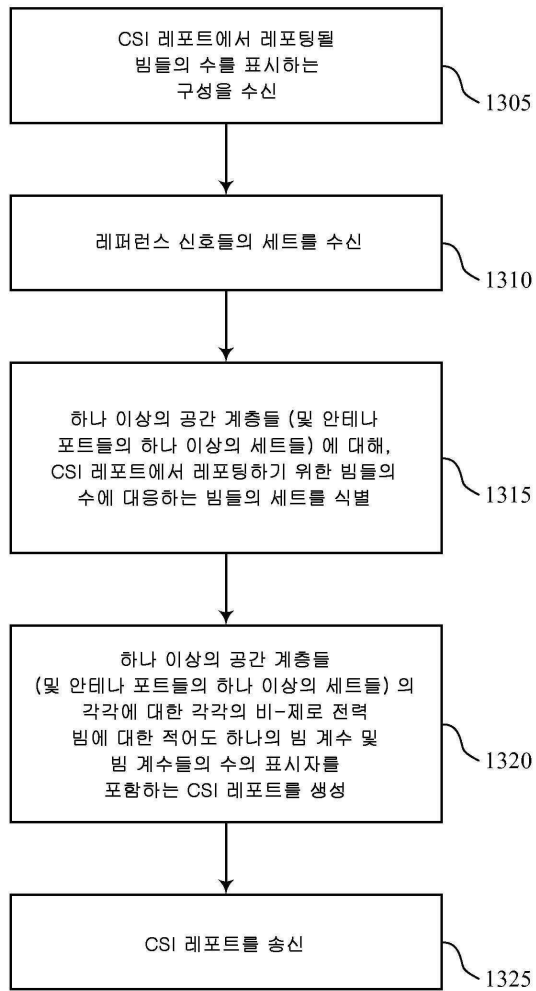 CSI 레포트에서 레포팅될
빔들의 수를 표시하는
구성을 수신
1305
레퍼런스 신호들의 세트를 수신
1310
하나 이상의 공간 계층들 (및 안테나
포트들의 하나 이상의 세트들) 에 대해,
CSI 레포트에서 레포팅하기 위한 빔들의
수에 대응하는 빔들의 세트를 식별
1315
하나 이상의 공간 계층들
(및 안테나 포트들의 하나 이상의 세트들) 의
각각에 대한 각각의 비-제로 전력
빔에 대한 적어도 하나의 빔 계수 및
빔 계수들의 수의 표시자를
포함하는 CSI 레포트를 생성
1320
CSI 레포트를 송신
1325